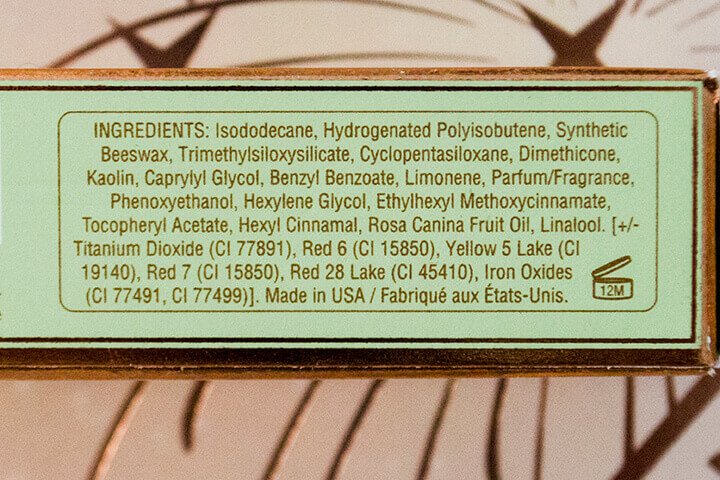 INGREDIENTS: Isododecane, Hydrogenated Polyisobutene, Synthetic
Beeswax, Trimethylsiloxysilicate, Cyclopentasiloxane, Dimethicone,
Kaolin, Caprylyl Glycol, Benzyl Benzoate, Limonene, Parfum/Fragrance,
Phenoxyethanol, Hexylene Glycol, Ethylhexyl Methoxycinnamate,
Tocopheryl Acetate, Hexyl Cinnamal, Rosa Canina Fruit Oil, Linalool. [+/-
Titanium Dioxide (CI 77891), Red 6 (CI 15850), Yellow 5 Lake (CI
19140), Red 7 (CI 15850), Red 28 Lake (CI 45410), Iron Oxides
(CI 77491, CI 77499)]. Made in USA / Fabriqué aux États-Unis.
12M